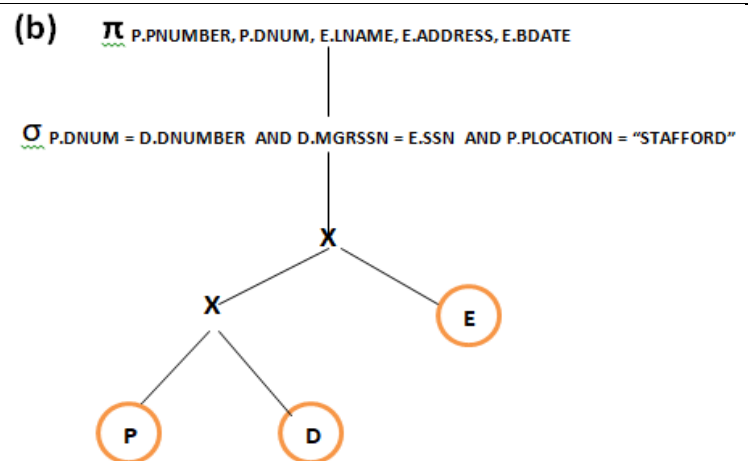 (b) π P.PNUMBER, P.DNUM, E.LNAME, E.ADDRESS, E.BDATE
σ P.DNUM = D.DNUMBER AND D.MGRSSN = E.SSN AND P.PLOCATION = “STAFFORD”
X
X
E
P
D